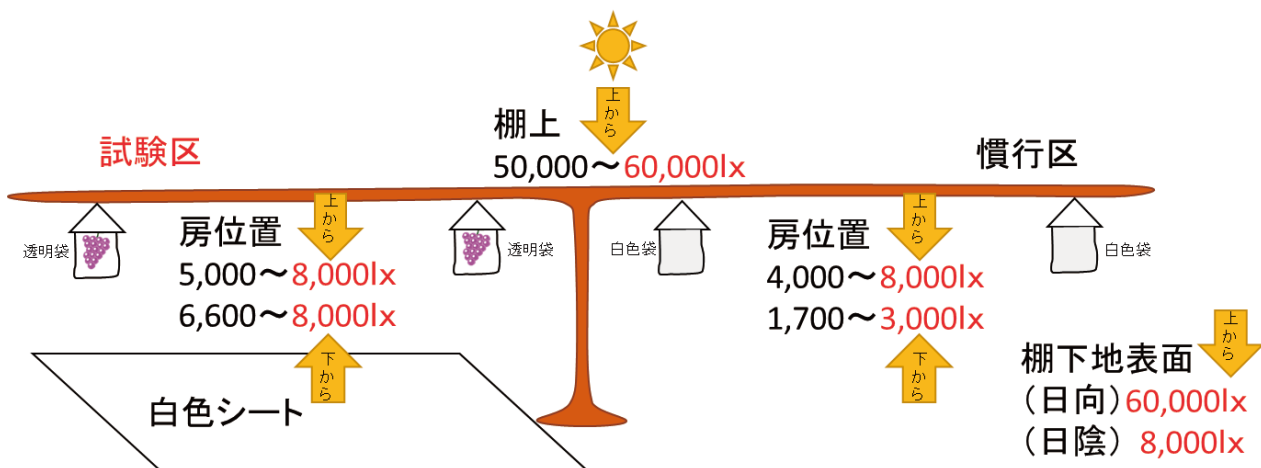 上から
棚上
50,000～60,000lx
試験区
慣行区
上から
房位置
5,000～8,000lx
6,600～8,000lx
下から
透明袋
透明袋
白色シート
白色袋
上から
房位置
4,000～8,000lx
1,700～3,000lx
下から
白色袋
上から
棚下地表面
（日向）60,000lx
（日陰） 8,000lx